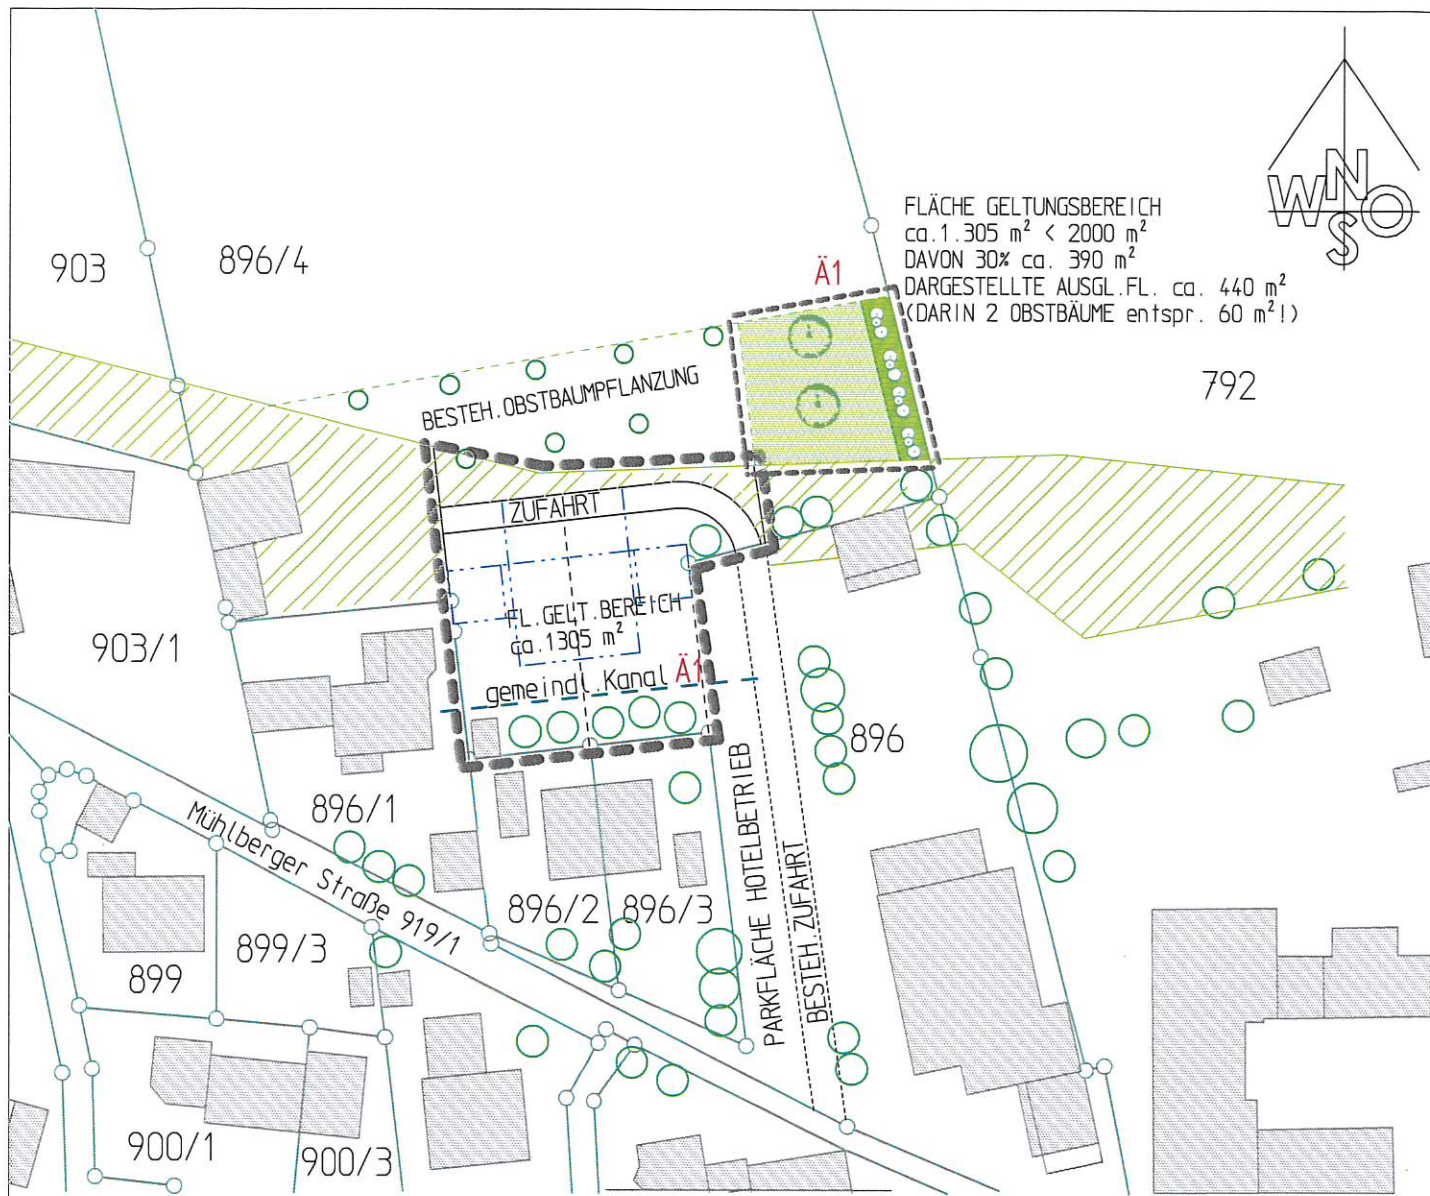 N
W O
S
FLÄCHE GELTUNGSBEREICH
ca.1.305 m² < 2000 m²
DAVON 30% ca. 390 m²
DARGESTELLTE AUSGL.FL. ca. 440 m²
(DARIN 2 OBSTBÄUME entspr. 60 m²!)
903
896/4
Ä1
792
BESTEH.OBSTBAUMPFLANZUNG
ZUFAHRT
FL.GELT.BEREICH
ca.1305 m²
903/1
gemeindl.Kanal
Ä1
896
896/1
Mühlberger Straße 919/1
896/2
896/3
PARKFLÄCHE HOTELBETRIEB
BESTEH.ZUFAHRT
899/3
899
900/1
900/3